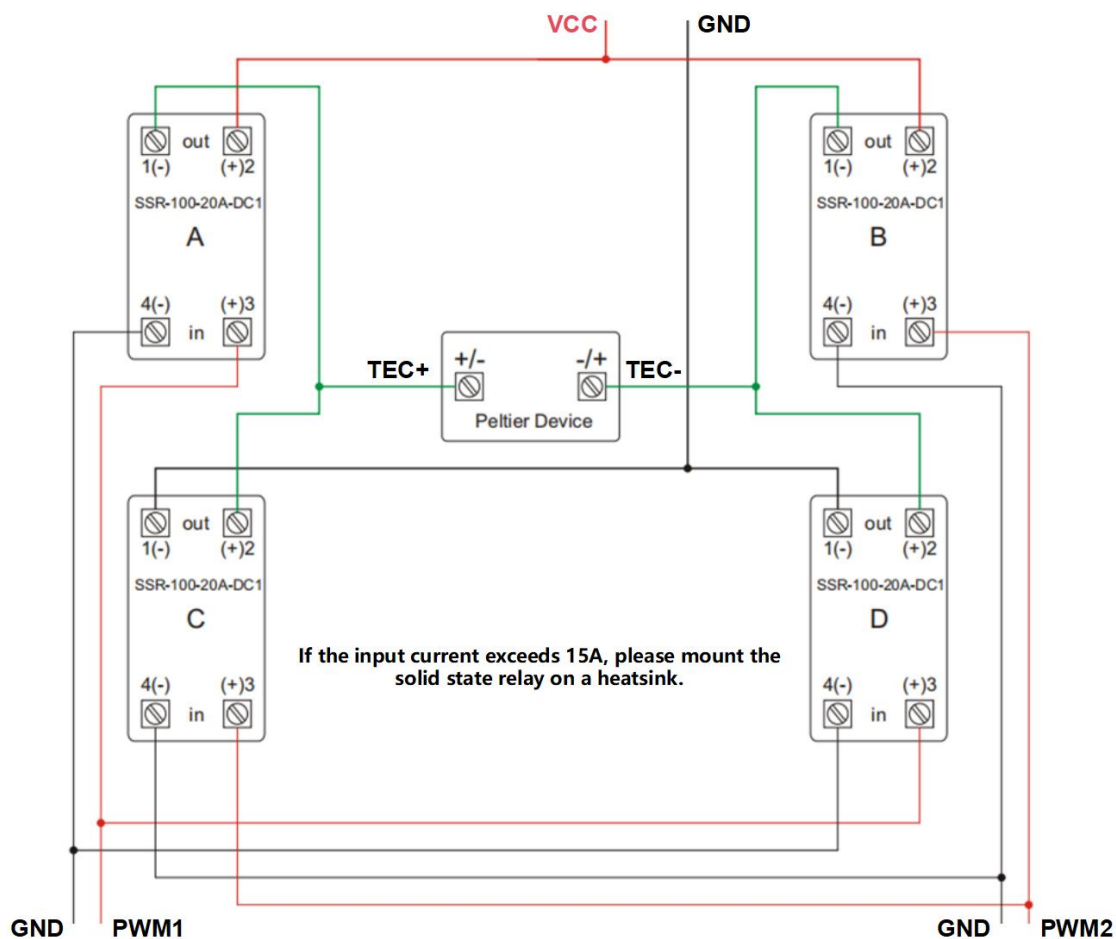 VCC
GND
out
1(-) (+)2
SSR-100-20A-DC1
A
4(-) (+)3
in
out
1(-) (+)2
SSR-100-20A-DC1
B
4(-) (+)3
in
TEC+
+/- -/+
Peltier Device
TEC-
out
1(-) (+)2
SSR-100-20A-DC1
C
4(-) (+)3
in
If the input current exceeds 15A, please mount the
solid state relay on a heatsink.
out
1(-) (+)2
SSR-100-20A-DC1
D
4(-) (+)3
in
GND
PWM1
GND
PWM2